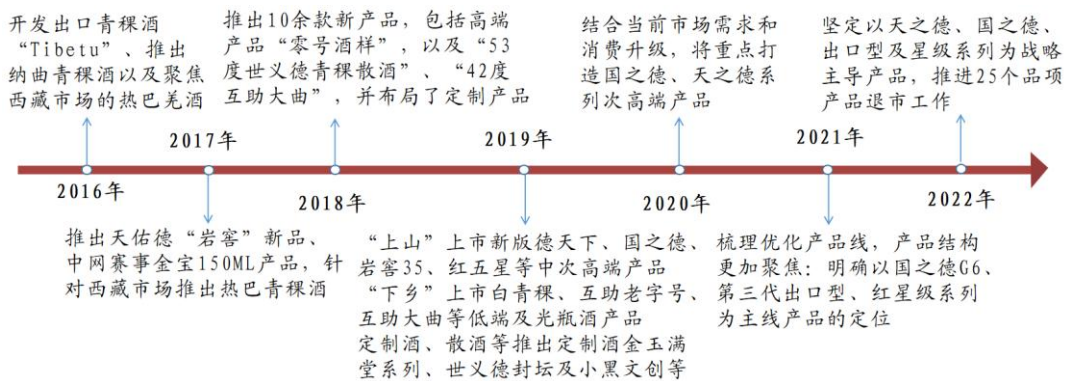 开发出口青稞酒
“Tibetu”、推出
纳曲青稞酒以及聚焦
西藏市场的热巴羌酒
推出10余款新产品，包括高端
产品“零号酒样”，以及“53
度世义德青稞散酒”、“42度
互助大曲”，并布局了定制产品
结合当前市场需求和
消费升级，将重点打
造国之德、天之德系
列次高端产品
坚定以天之德、国之德、
出口型及星级系列为战略
主导产品，推进25个品项
产品退市工作
2017年
2019年
2021年
2016年
2018年
2020年
2022年
推出天佑德“岩窖”新品、
中网赛事金宝150ML产品，针
对西藏市场推出热巴青稞酒
“上山”上市新版德天下、国之德、
岩窖35、红五星等中次高端产品
“下乡”上市白青稞、互助老字号、
互助大曲等低端及光瓶酒产品
定制酒、散酒等推出定制酒金玉满
堂系列、世义德封坛及小黑文创等
梳理优化产品线，产品结构
更加聚焦：明确以国之德G6、
第三代出口型、红星级系列
为主线产品的定位